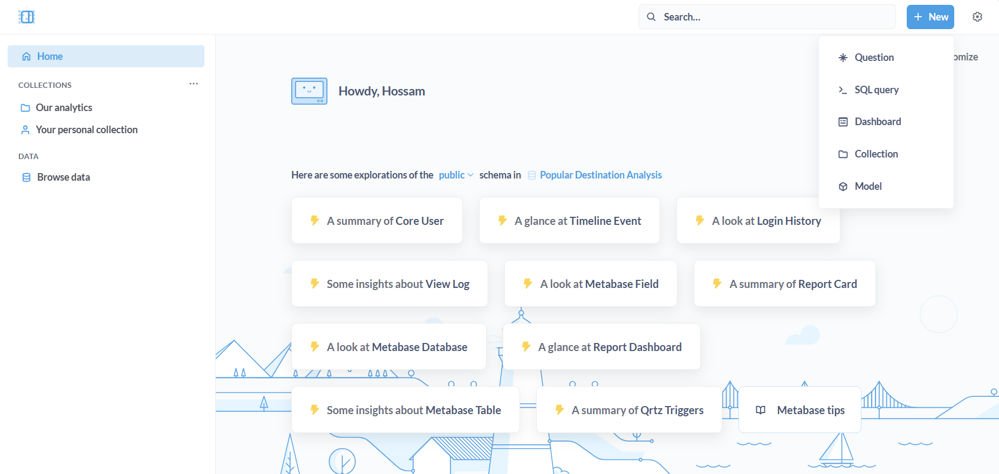 Search...
New
Home
COLLECTIONS
Our analytics
Your personal collection
DATA
Browse data
Question
SQL query
Dashboard
Collection
Model
omize
Howdy, Hossam
Here are some explorations of the public schema in Popular Destination Analysis
A summary of Core User
A glance at Timeline Event
A look at Login History
Some insights about View Log
A look at Metabase Field
A summary of Report Card
A look at Metabase Database
A glance at Report Dashboard
Some insights about Metabase Table
A summary of Qrtz Triggers
Metabase tips